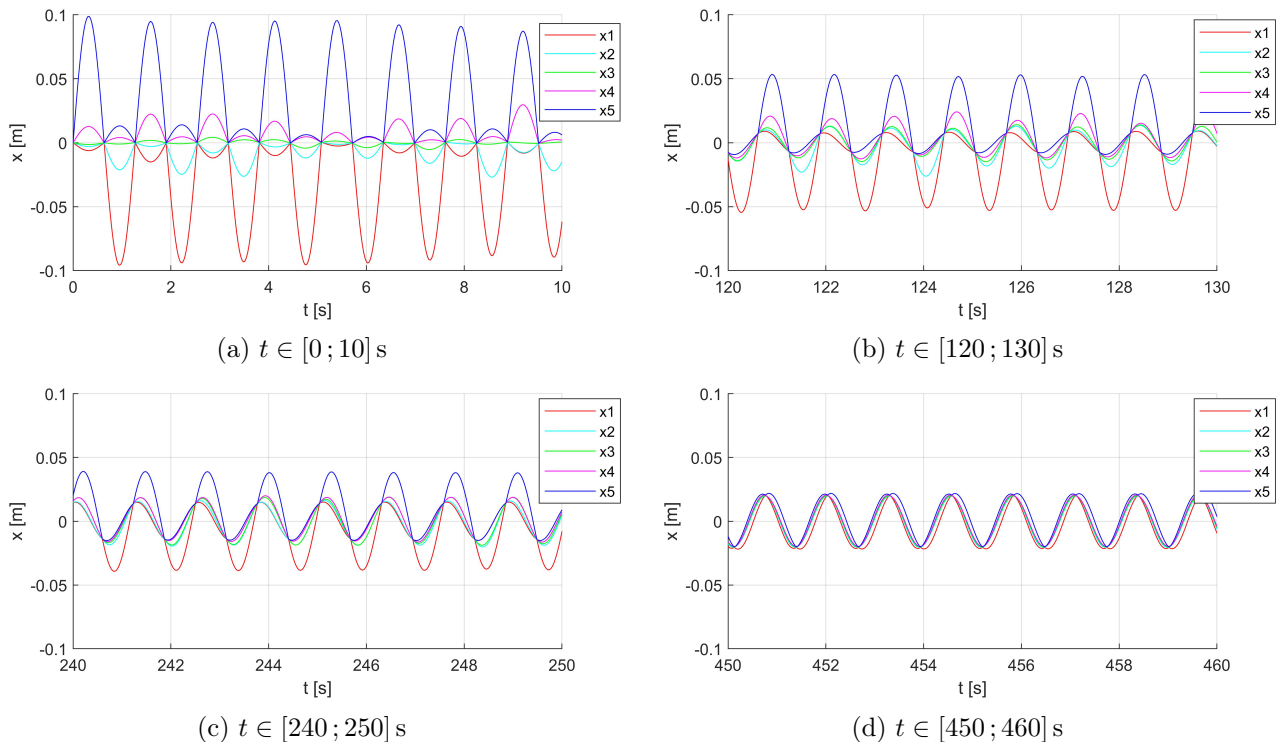 0.1
0.05
0
-0.05
-0.1
x [m]
0 2 4 6 8 10
t [s]
x1
x2
x3
x4
x5
(a) t ∈ [0 ; 10] s
0.1
0.05
0
-0.05
-0.1
x [m]
120 122 124 126 128 130
t [s]
x1
x2
x3
x4
x5
(b) t ∈ [120 ; 130] s
0.1
0.05
0
-0.05
-0.1
x [m]
240 242 244 246 248 250
t [s]
x1
x2
x3
x4
x5
(c) t ∈ [240 ; 250] s
0.1
0.05
0
-0.05
-0.1
x [m]
450 452 454 456 458 460
t [s]
x1
x2
x3
x4
x5
(d) t ∈ [450 ; 460] s